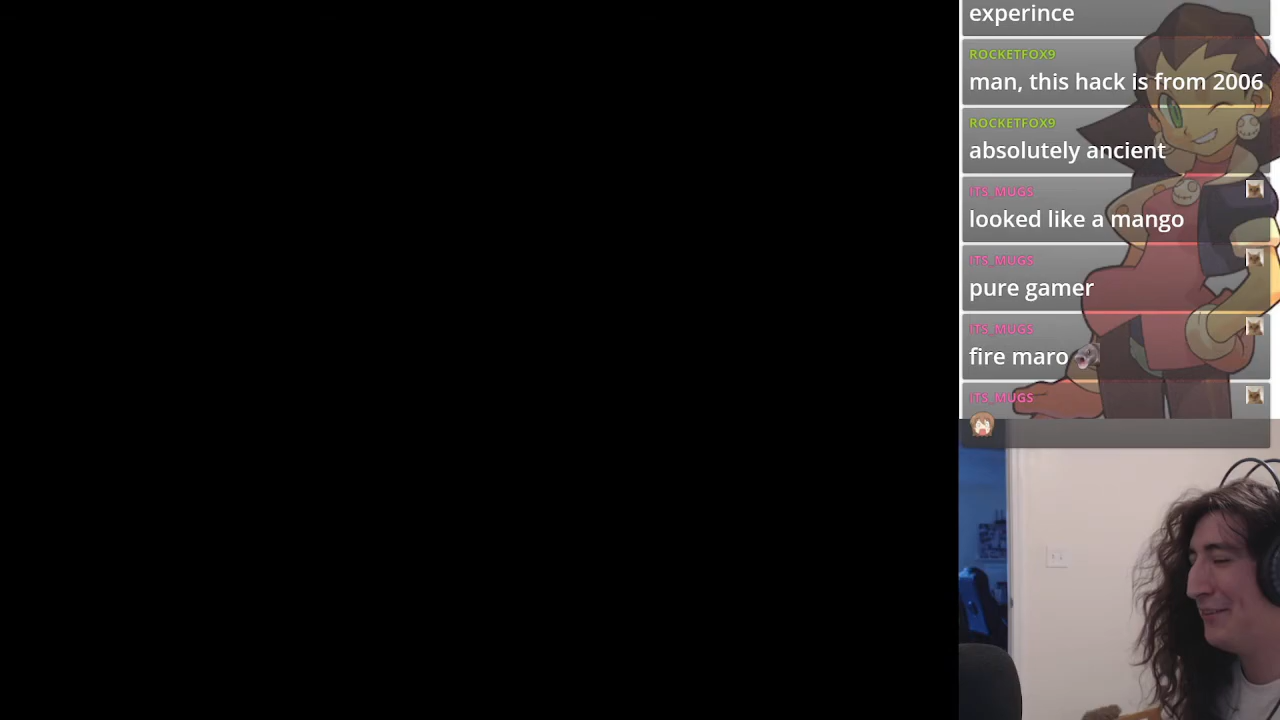 experince
ROCKETFOX9
man, this hack is from 2006
ROCKETFOX9
absolutely ancient
ITS_MUGS
looked like a mango
ITS_MUGS
pure gamer
ITS_MUGS
fire maro
ITS_MUGS